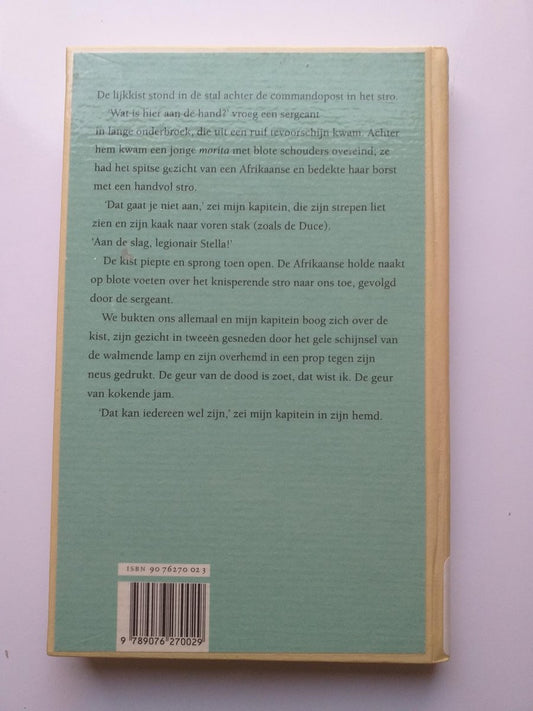 De lijkkist stond in de stal achter de commandopost in het stro.
'Wat is hier aan de hand?' vroeg een sergeant
in lange onderbroek, die uit een ruif tevoorschijn kwam. Achter
hem kwam een jonge morita met blote schouders overeind, ze
had het spitse gezicht van een Afrikaanse en bedekte haar borst
met een handvol stro.
'Dat gaat je niet aan,' zei mijn kapitein, die zijn strepen liet
zien en zijn kaak naar voren stak (zoals de Duce).
'Aan de slag, legionair Stella!'
De kist piepte en sprong toen open. De Afrikaanse holde naakt
op blote voeten over het knisperende stro naar ons toe, gevolgd
door de sergeant.
We bukten ons allemaal en mijn kapitein boog zich over de
kist, zijn gezicht in tweeën gesneden door het gele schijnsel van
de walmende lamp en zijn overhemd in een prop tegen zijn
neus gedrukt. De geur van de dood is zoet, dat wist ik. De geur
van kokende jam.
'Dat kan iedereen wel zijn,' zei mijn kapitein in zijn hemd.
ISBN 90 76270 02 3
9 789076 270029